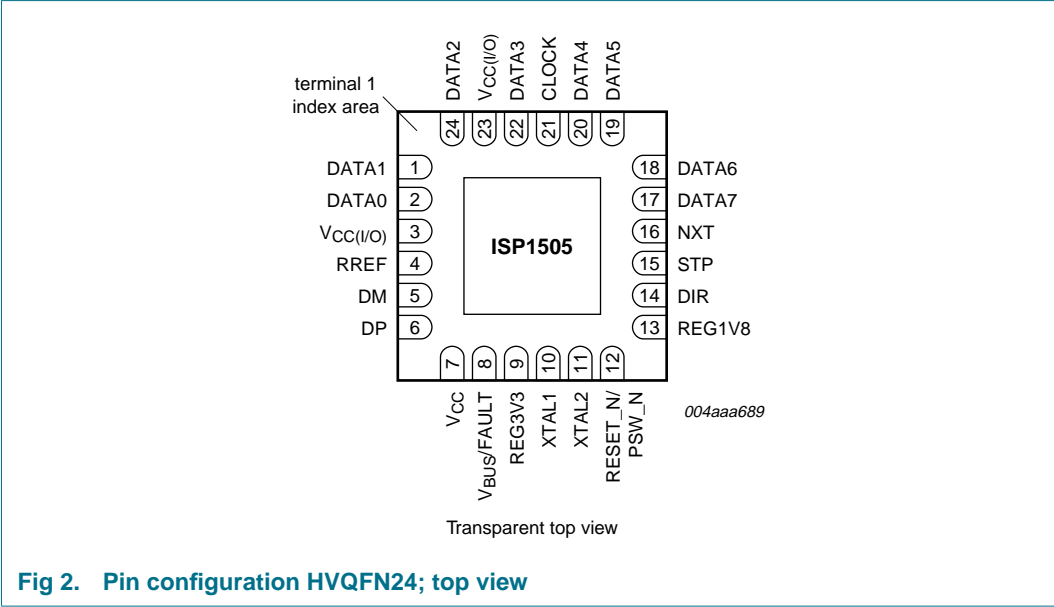 DATA2
VCC(I/O)
DATA3
CLOCK
DATA4
DATA5
terminal 1
index area
24
23
22
21
20
19
DATA1 1
DATA0 2
VCC(I/O) 3
RREF 4
DM 5
DP 6
ISP1505
18 DATA6
17 DATA7
16 NXT
15 STP
14 DIR
13 REG1V8
7
8
9
10
11
12
VCC
VBUS/FAULT
REG3V3
XTAL1
XTAL2
RESET_N/
PSW_N
004aaa689
Transparent top view
Fig 2. Pin configuration HVQFN24; top view